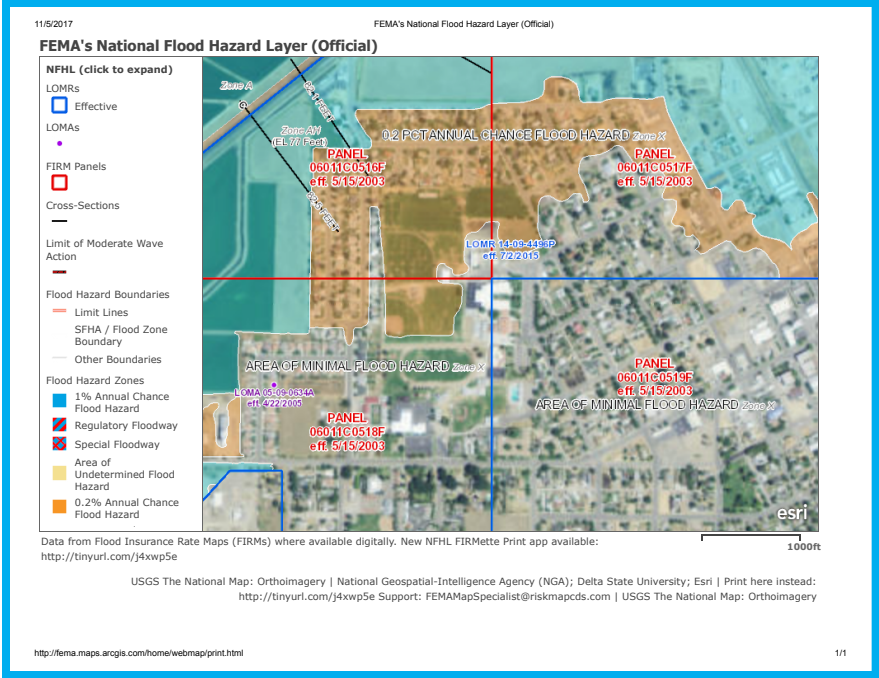 11/5/2017
FEMA's National Flood Hazard Layer (Official)
FEMA's National Flood Hazard Layer (Official)
NFHL (click to expand)
LOMRs
Effective
LOMAs
FIRM Panels
Cross-Sections
Limit of Moderate Wave
Action
Flood Hazard Boundaries
Limit Lines
SFHA / Flood Zone
Boundary
Other Boundaries
Flood Hazard Zones
1% Annual Chance
Flood Hazard
Regulatory Floodway
Special Floodway
Area of
Undetermined Flood
Hazard
0.2% Annual Chance
Flood Hazard
Zone A
Zone AH
(EL 77 Feet)
0.2 PCT ANNUAL CHANCE FLOOD HAZARD Zone X
PANEL
06011C0516F
eff. 5/15/2003
PANEL
06011C0517F
eff. 5/15/2003
LOMR 14-09-4496P
eff. 7/2/2015
AREA OF MINIMAL FLOOD HAZARD Zone X
LOMA 05-09-0634A
eff. 4/22/2005
PANEL
06011C0518F
eff. 5/15/2003
PANEL
06011C0519F
eff. 5/15/2003
AREA OF MINIMAL FLOOD HAZARD Zone X
esri
Data from Flood Insurance Rate Maps (FIRMs) where available digitally. New NFHL FIRMette Print app available:
http://tinyurl.com/j4xwp5e
1000ft
USGS The National Map: Orthoimagery | National Geospatial-Intelligence Agency (NGA); Delta State University; Esri | Print here instead:
http://tinyurl.com/j4xwp5e Support: FEMAMapSpecialist@riskmapcds.com | USGS The National Map: Orthoimagery
http://fema.maps.arcgis.com/home/webmap/print.html
1/1